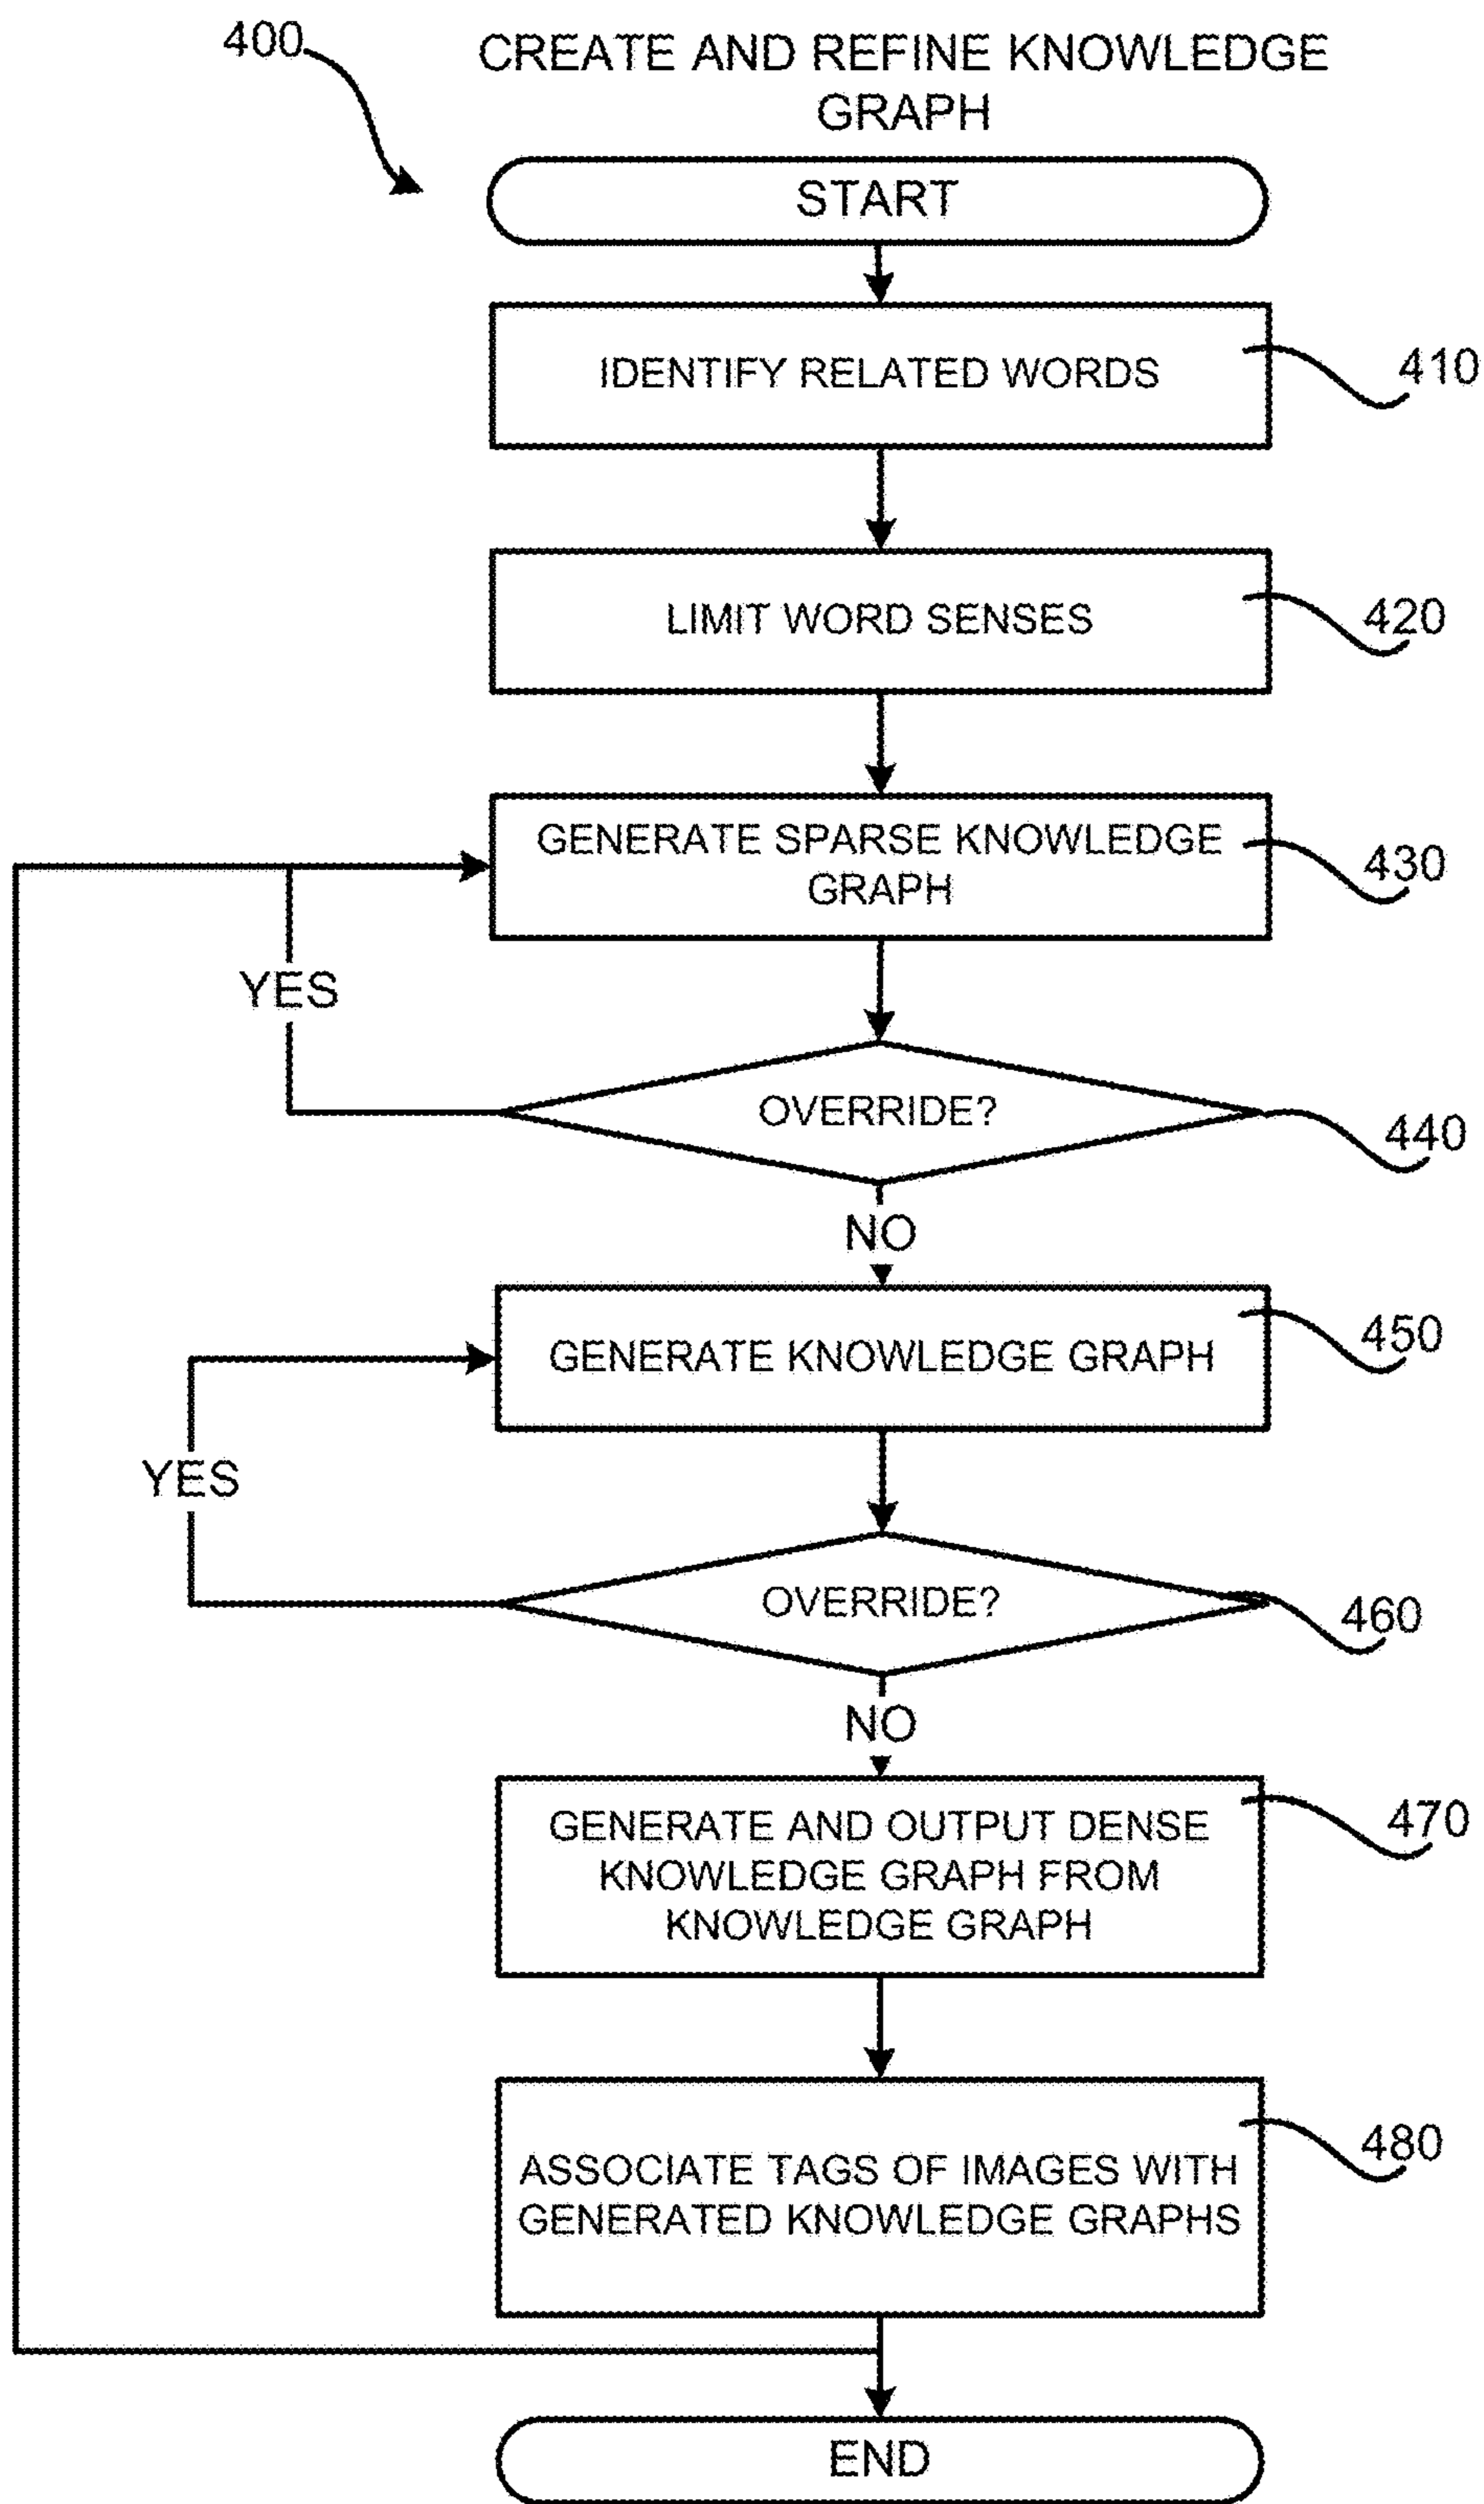 400
CREATE AND REFINE KNOWLEDGE
GRAPH
START
IDENTIFY RELATED WORDS
410
LIMIT WORD SENSES
420
GENERATE SPARSE KNOWLEDGE
GRAPH
430
YES
OVERRIDE?
440
NO
GENERATE KNOWLEDGE GRAPH
450
YES
OVERRIDE?
460
NO
GENERATE AND OUTPUT DENSE
KNOWLEDGE GRAPH FROM
KNOWLEDGE GRAPH
470
ASSOCIATE TAGS OF IMAGES WITH
GENERATED KNOWLEDGE GRAPHS
480
END